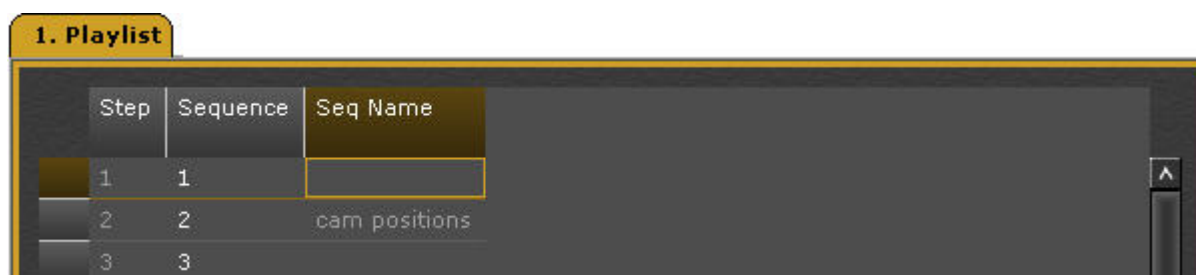 1. Playlist
Step Sequence Seq Name
1 1
2 2 cam positions
3 3